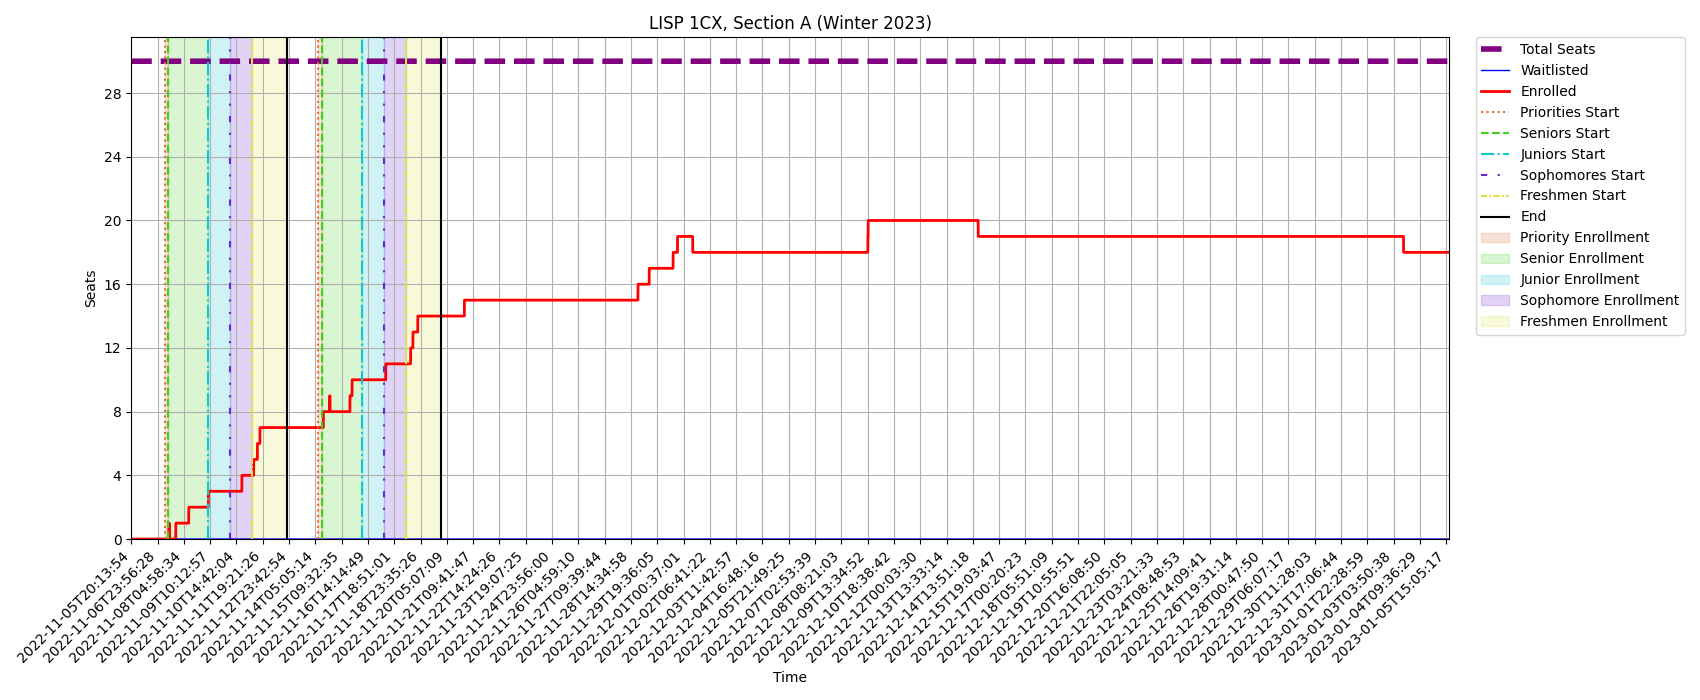 LISP 1CX, Section A (Winter 2023)
Total Seats
Waitlisted
Enrolled
Priorities Start
Seniors Start
Juniors Start
Sophomores Start
Freshmen Start
End
Priority Enrollment
Senior Enrollment
Junior Enrollment
Sophomore Enrollment
Freshmen Enrollment
Seats
28
24
20
16
12
8
4
0
2022-11-05T20:13:54
2022-11-06T23:56:28
2022-11-08T04:58:34
2022-11-09T10:12:57
2022-11-10T14:42:04
2022-11-11T19:21:26
2022-11-12T23:42:54
2022-11-14T05:05:14
2022-11-15T09:32:35
2022-11-16T14:14:49
2022-11-17T18:51:01
2022-11-18T23:35:26
2022-11-20T05:07:09
2022-11-21T09:41:47
2022-11-22T14:24:26
2022-11-23T19:07:25
2022-11-24T23:56:00
2022-11-26T04:59:10
2022-11-27T09:39:44
2022-11-28T14:34:58
2022-11-29T19:36:05
2022-12-01T00:37:01
2022-12-02T06:41:22
2022-12-03T11:42:57
2022-12-04T16:48:16
2022-12-05T21:49:25
2022-12-07T02:53:39
2022-12-08T08:21:03
2022-12-09T13:34:52
2022-12-10T18:38:42
2022-12-12T00:03:30
2022-12-13T13:33:14
2022-12-14T13:51:18
2022-12-15T19:03:47
2022-12-17T00:20:23
2022-12-18T05:51:09
2022-12-19T10:55:51
2022-12-20T16:08:50
2022-12-21T22:05:05
2022-12-23T03:21:33
2022-12-24T08:48:53
2022-12-25T14:09:41
2022-12-26T19:31:14
2022-12-28T00:47:50
2022-12-29T06:07:17
2022-12-30T11:28:03
2022-12-31T17:06:44
2023-01-01T22:28:59
2023-01-03T03:50:38
2023-01-04T09:36:29
2023-01-05T15:05:17
Time